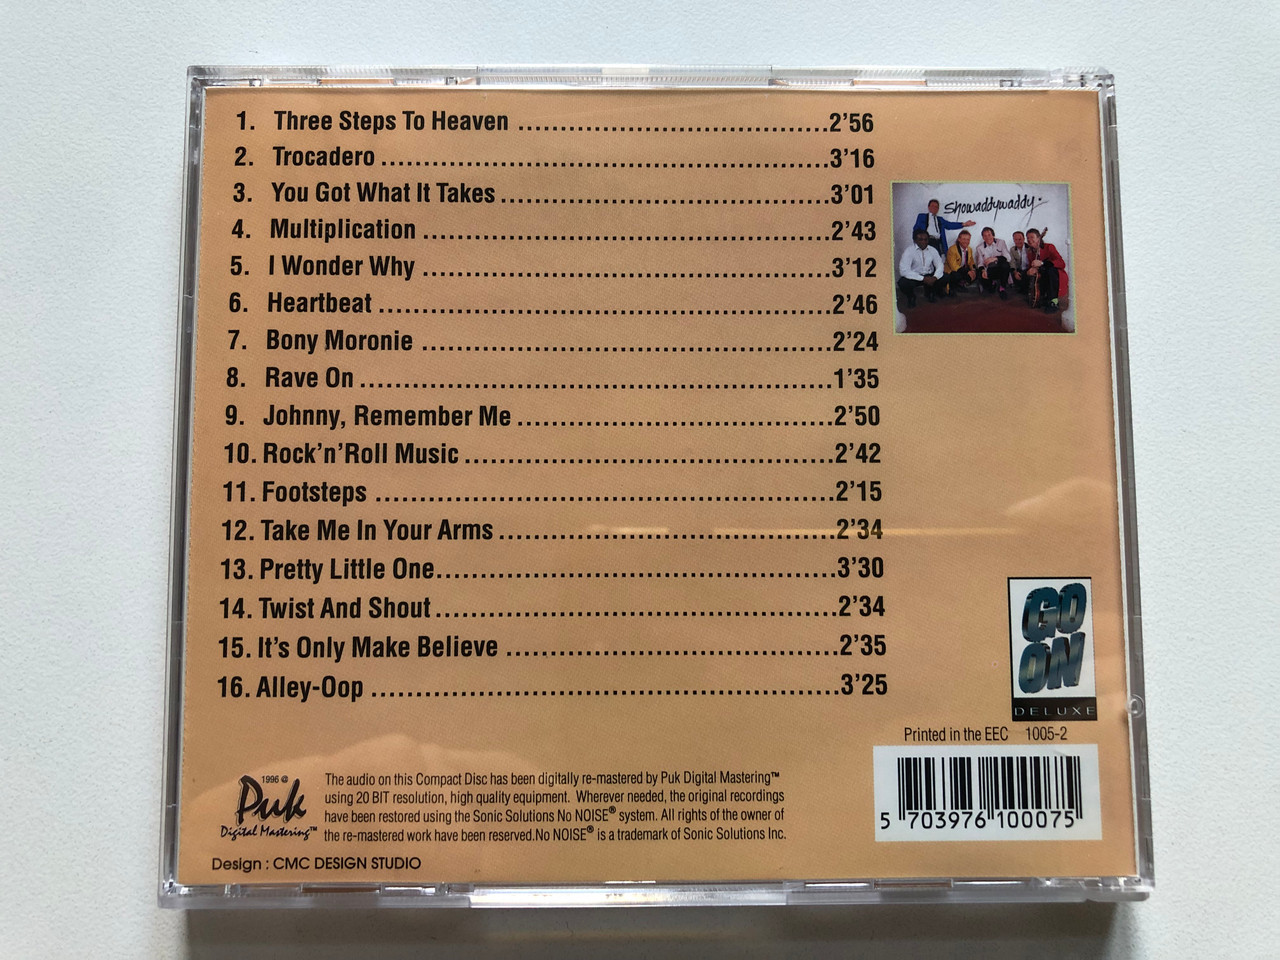 1. Three Steps To Heaven ..................................2’56
2. Trocadero..................................................3’16
3. You Got What It Takes .....................................3’01
4. Multiplication ..............................................2’43
5. I Wonder Why ..............................................3’12
6. Heartbeat ...................................................2’46
7. Bony Moronie ..............................................2’24
8. Rave On.....................................................1’35
9. Johnny, Remember Me ...................................2’50
10. Rock’n’Roll Music .........................................2’42
11. Footsteps ...................................................2’15
12. Take Me In Your Arms .....................................2’34
13. Pretty Little One............................................3’30
14. Twist And Shout............................................2’34
15. It’s Only Make Believe .....................................2’35
16. Alley-Oop ....................................................3’25
Showaddywaddy.
GO
ON
DELUXE
Printed in the EEC 1005-2
5 703976 100075
1996 @
Puk
Digital Mastering™
The audio on this Compact Disc has been digitally re-mastered by Puk Digital Mastering™
using 20 BIT resolution, high quality equipment. Wherever needed, the original recordings
have been restored using the Sonic Solutions No NOISE® system. All rights of the owner of
the re-mastered work have been reserved.No NOISE® is a trademark of Sonic Solutions Inc.
Design : CMC DESIGN STUDIO